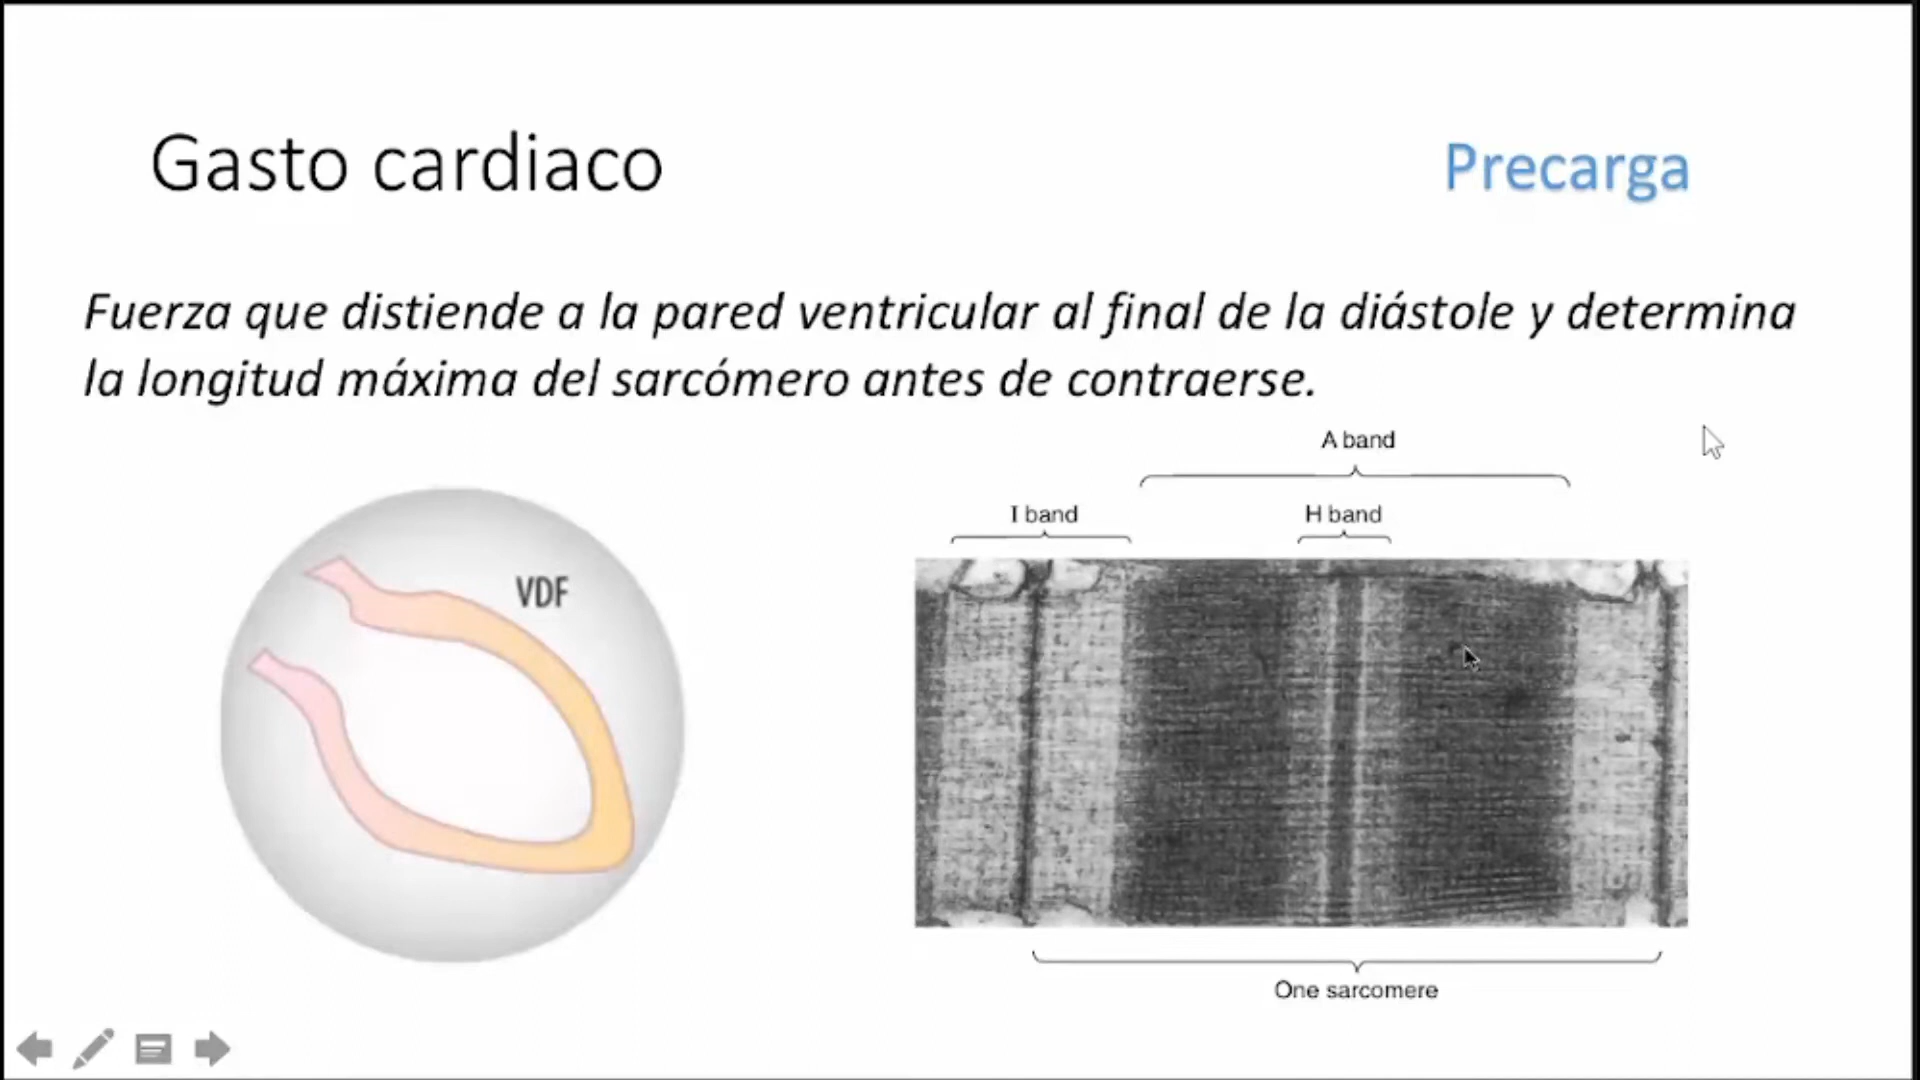 Gasto cardiaco
Precarga
Fuerza que distiende a la pared ventricular al final de la diástole y determina
la longitud máxima del sarcómero antes de contraerse.
A band
I band
H band
VDF
One sarcomere